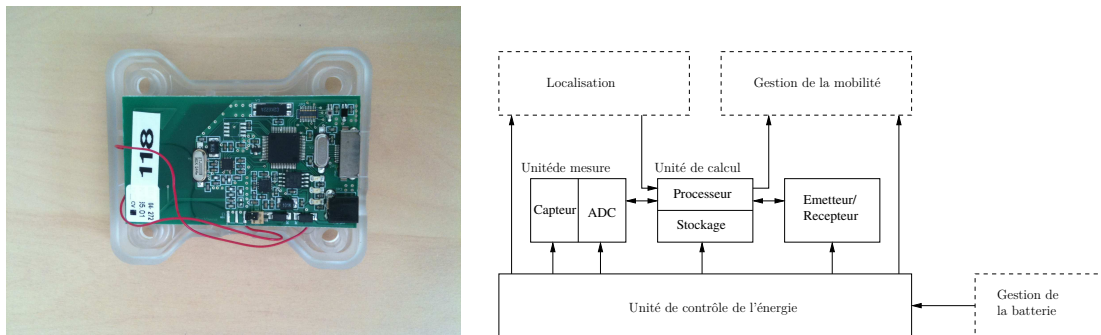 118
Localisation
Gestion de la mobilité
Unitéde mesure
Unité de calcul
Capteur
ADC
Processeur
Stockage
Emetteur/
Recepteur
Unité de contrôle de l'énergie
Gestion de
la batterie